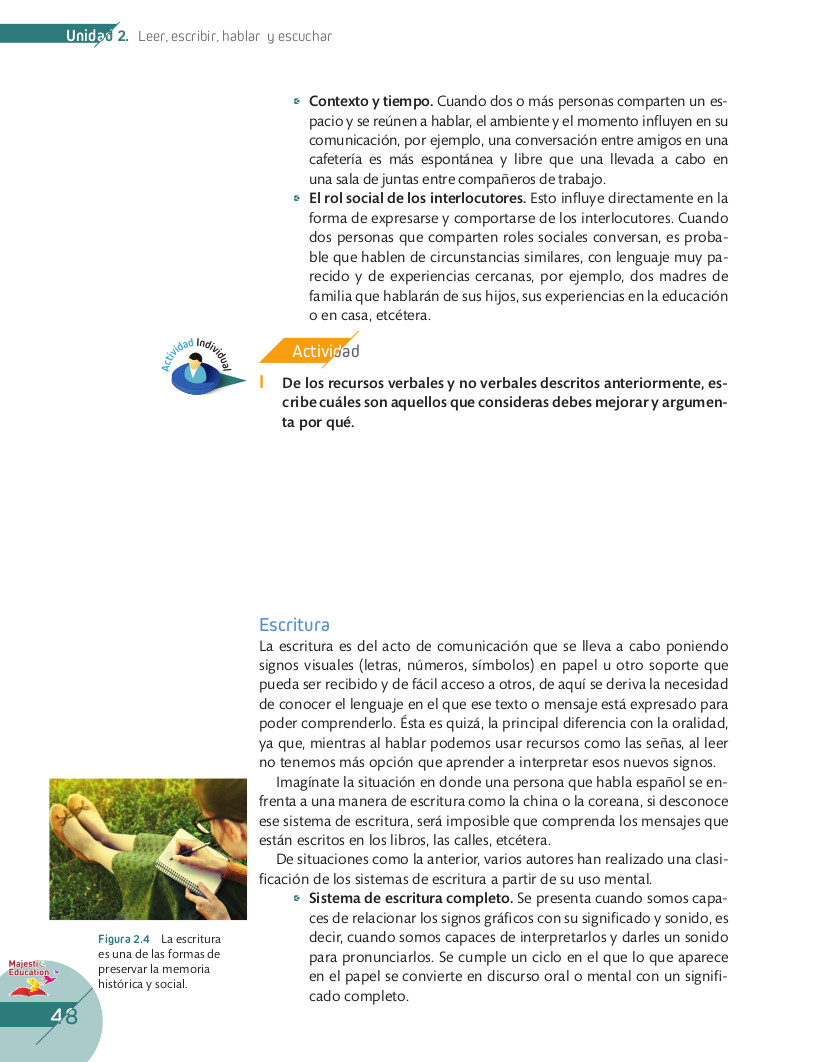 Unidad 2. Leer, escribir, hablar y escuchar
Contexto y tiempo. Cuando dos o más personas comparten un es-
pacio y se reúnen a hablar, el ambiente y el momento influyen en su
comunicación, por ejemplo, una conversación entre amigos en una
cafetería es más espontánea y libre que una llevada a cabo en
una sala de juntas entre compañeros de trabajo.
El rol social de los interlocutores. Esto influye directamente en la
forma de expresarse y comportarse de los interlocutores. Cuando
dos personas que comparten roles sociales conversan, es proba-
ble que hablen de circunstancias similares, con lenguaje muy pa-
recido y de experiencias cercanas, por ejemplo, dos madres de
familia que hablarán de sus hijos, sus experiencias en la educación
o en casa, etcétera.
Actividad Individual
Actividad
I De los recursos verbales y no verbales descritos anteriormente, es-
cribe cuáles son aquellos que consideras debes mejorar y argumen-
ta por qué.
Escritura
La escritura es del acto de comunicación que se lleva a cabo poniendo
signos visuales (letras, números, símbolos) en papel u otro soporte que
pueda ser recibido y de fácil acceso a otros, de aquí se deriva la necesidad
de conocer el lenguaje en el que ese texto o mensaje está expresado para
poder comprenderlo. Ésta es quizá, la principal diferencia con la oralidad,
ya que, mientras al hablar podemos usar recursos como las señas, al leer
no tenemos más opción que aprender a interpretar esos nuevos signos.
Imagínate la situación en donde una persona que habla español se en-
frenta a una manera de escritura como la china o la coreana, si desconoce
ese sistema de escritura, será imposible que comprenda los mensajes que
están escritos en los libros, las calles, etcétera.
De situaciones como la anterior, varios autores han realizado una clasi-
ficación de los sistemas de escritura a partir de su uso mental.
Sistema de escritura completo. Se presenta cuando somos capa-
ces de relacionar los signos gráficos con su significado y sonido, es
decir, cuando somos capaces de interpretarlos y darles un sonido
para pronunciarlos. Se cumple un ciclo en el que lo que aparece
en el papel se convierte en discurso oral o mental con un signifi-
cado completo.
Figura 2.4 La escritura
es una de las formas de
preservar la memoria
histórica y social.
Majestic
Education
48